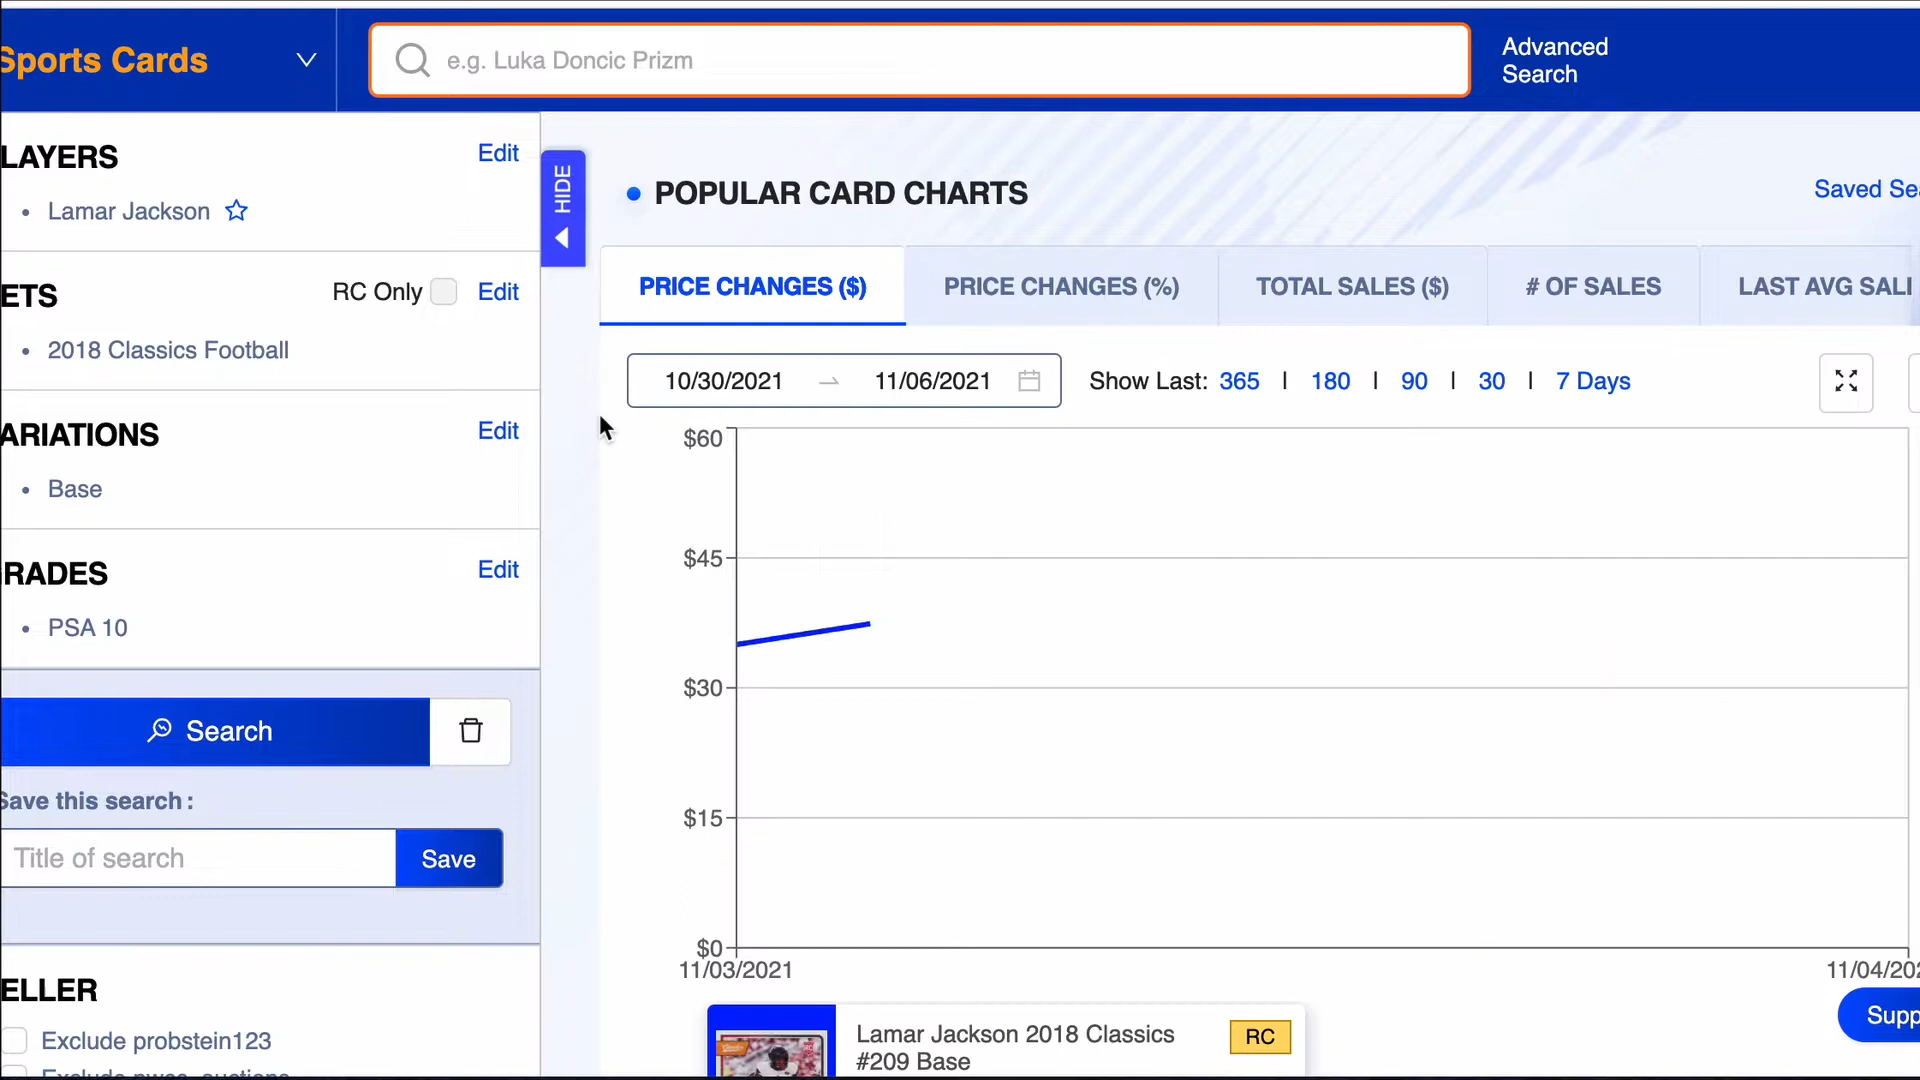 Sports Cards
e.g. Luka Doncic Prizm
Advanced
Search
LAYERS
Edit
• Lamar Jackson
ETS
RC Only
Edit
• 2018 Classics Football
ARIATIONS
Edit
• Base
RADES
Edit
• PSA 10
Search
Save this search :
Title of search
Save
ELLER
Exclude probstein123
HIDE
POPULAR CARD CHARTS
Saved Sea
PRICE CHANGES ($)
PRICE CHANGES (%)
TOTAL SALES ($)
# OF SALES
LAST AVG SALI
10/30/2021 → 11/06/2021
Show Last: 365 | 180 | 90 | 30 | 7 Days
$60
$45
$30
$15
$0
11/03/2021
11/04/202
Supp
Lamar Jackson 2018 Classics
#209 Base
RC